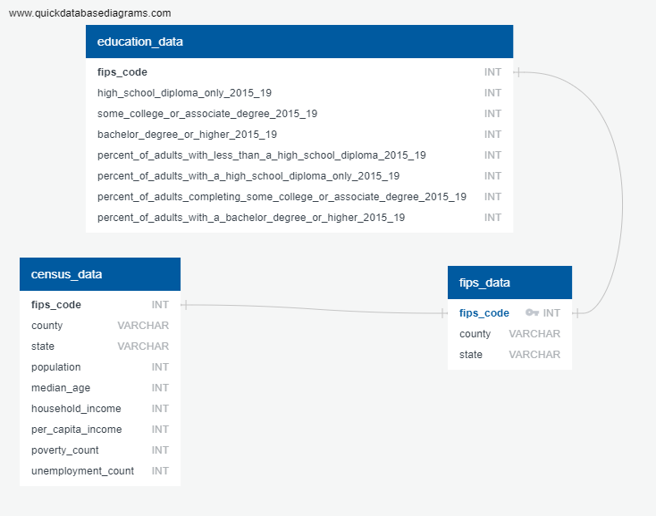 www.quickdatabasediagrams.com
education_data
fips_code INT
high_school_diploma_only_2015_19 INT
some_college_or_associate_degree_2015_19 INT
bachelor_degree_or_higher_2015_19 INT
percent_of_adults_with_less_than_a_high_school_diploma_2015_19 INT
percent_of_adults_with_a_high_school_diploma_only_2015_19 INT
percent_of_adults_completing_some_college_or_associate_degree_2015_19 INT
percent_of_adults_with_a_bachelor_degree_or_higher_2015_19 INT
census_data
fips_code INT
county VARCHAR
state VARCHAR
population INT
median_age INT
household_income INT
per_capita_income INT
poverty_count INT
unemployment_count INT
fips_data
fips_code INT
county VARCHAR
state VARCHAR